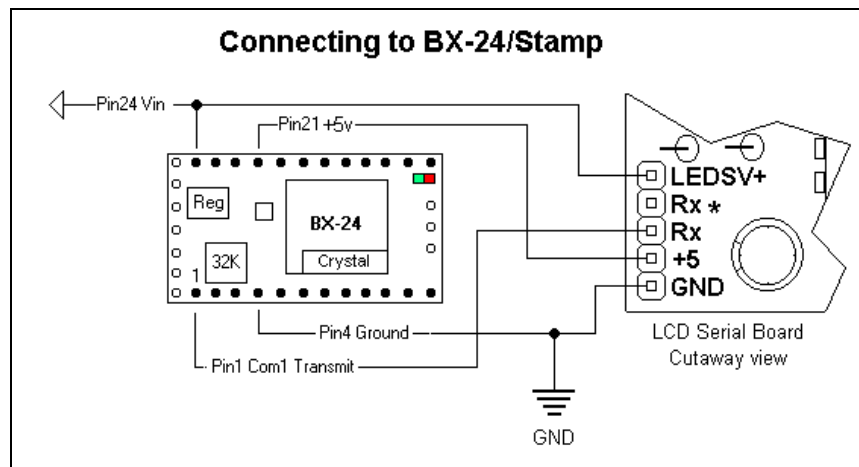 Connecting to BX-24/Stamp
Pin24 Vin
Pin21 +5v
LEDSV+
Reg
Rx *
BX-24
Rx
32K
Crystal
+5
1
GND
Pin4 Ground
LCD Serial Board
Cutaway view
Pin1 Com1 Transmit
GND